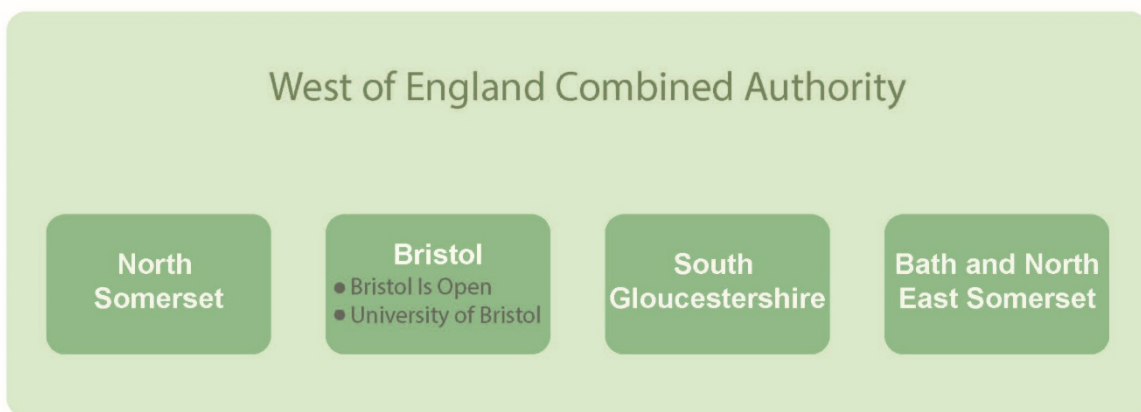 West of England Combined Authority
North
Somerset
Bristol
• Bristol Is Open
• University of Bristol
South
Gloucestershire
Bath and North
East Somerset